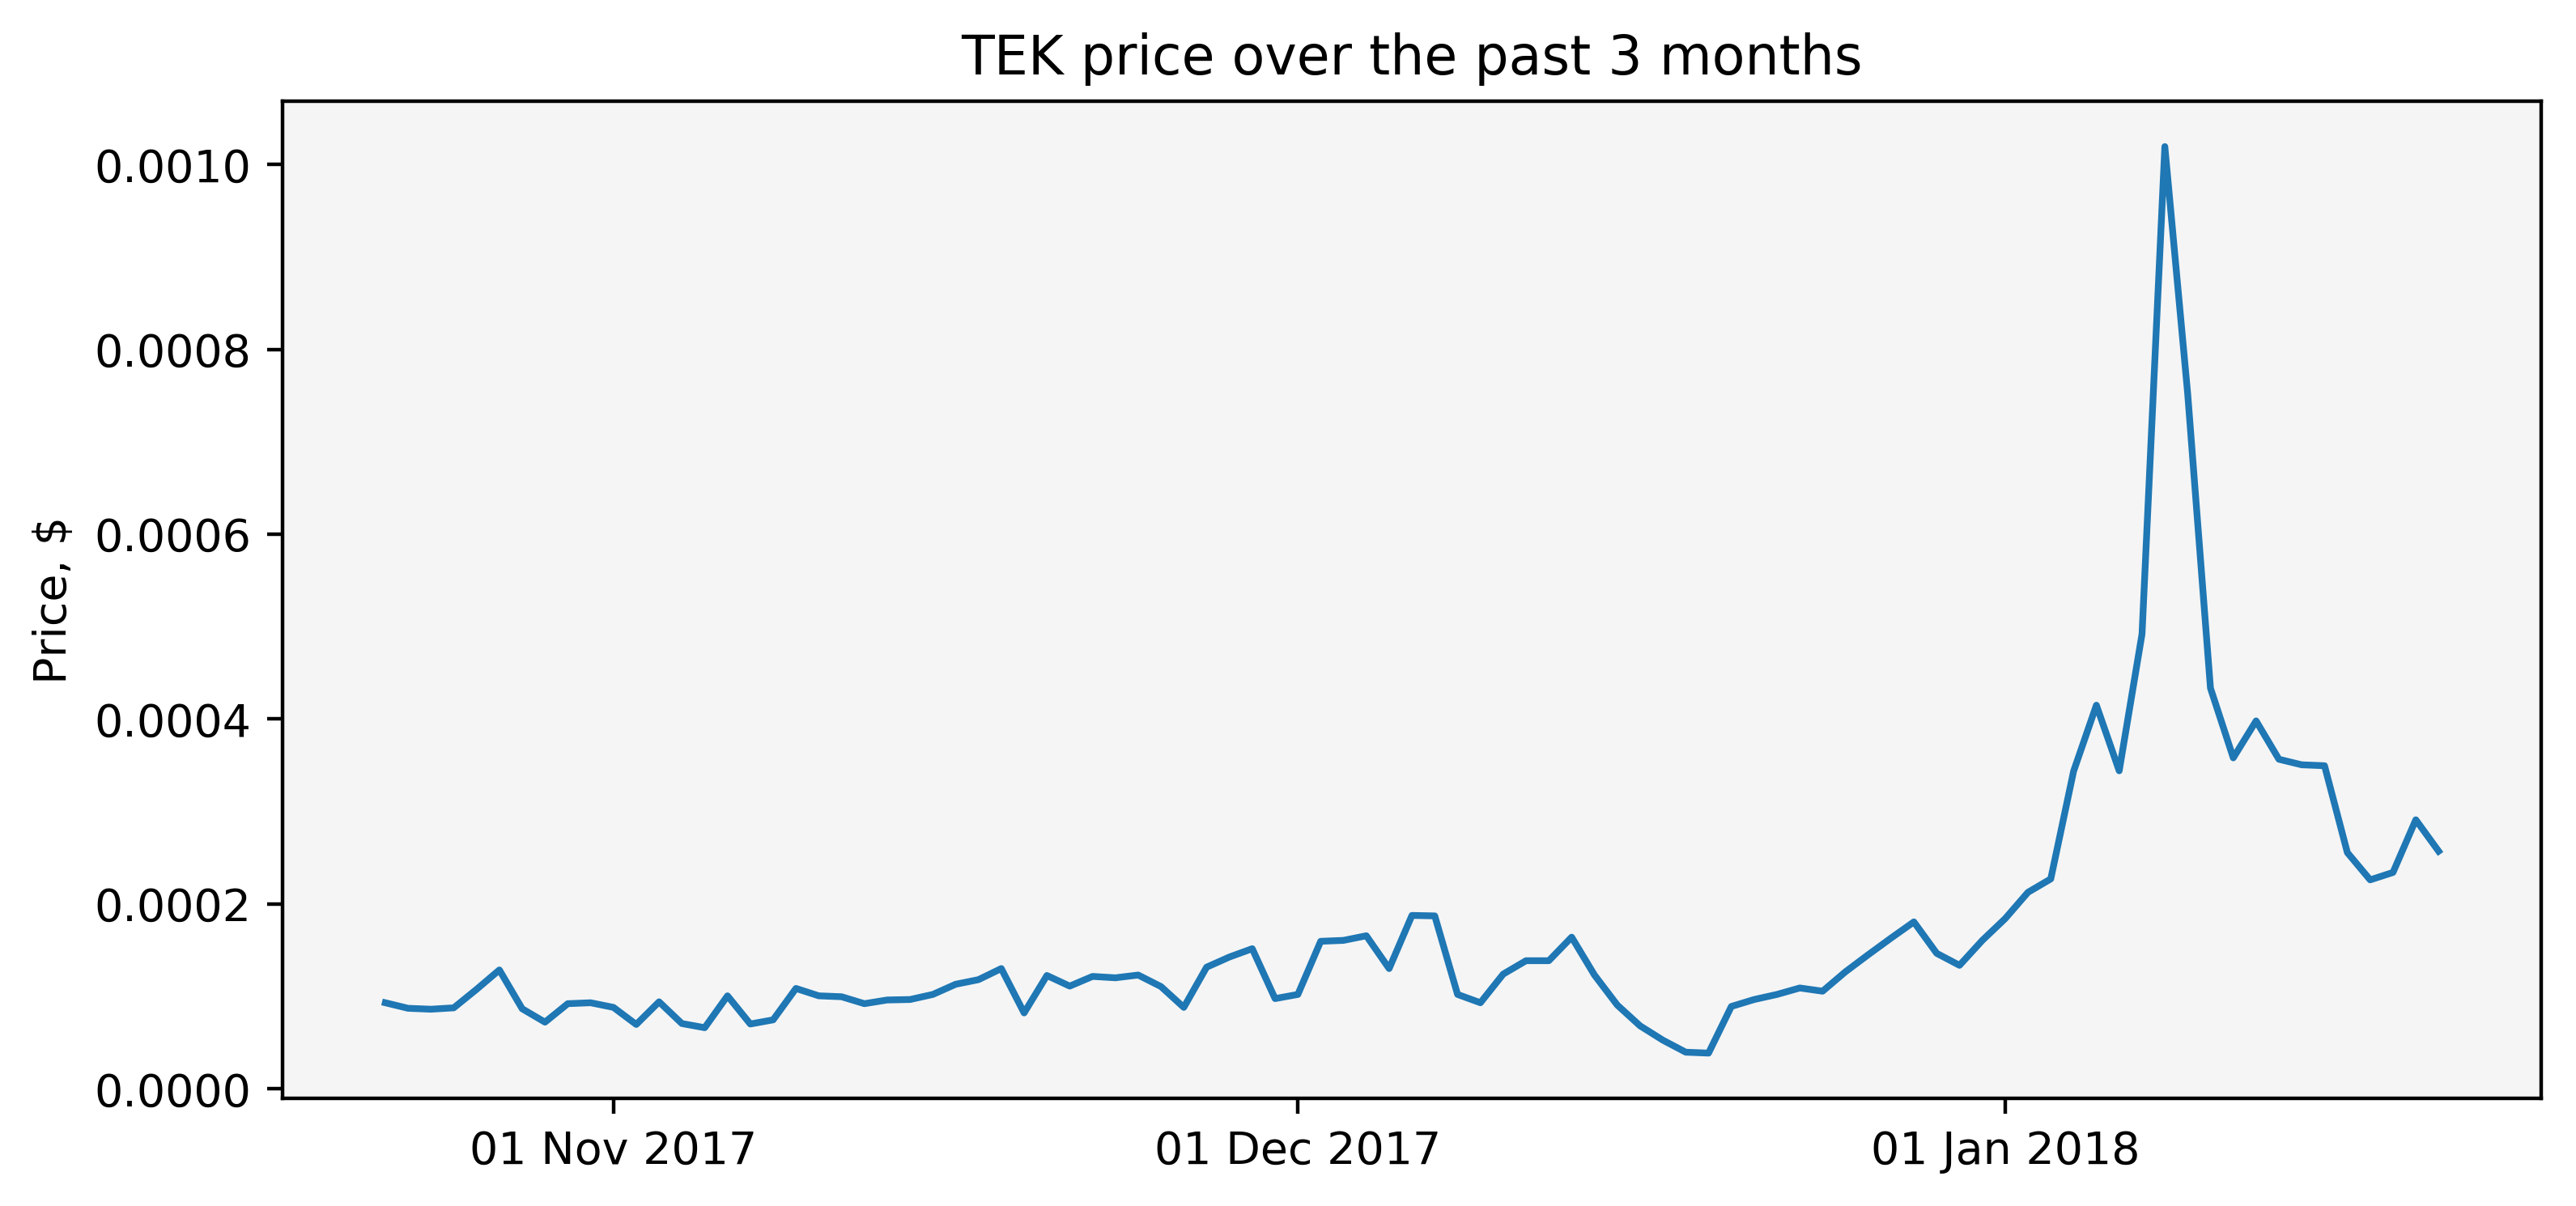 TEK price over the past 3 months
Price, $
0.0010
0.0008
0.0006
0.0004
0.0002
0.0000
01 Nov 2017
01 Dec 2017
01 Jan 2018